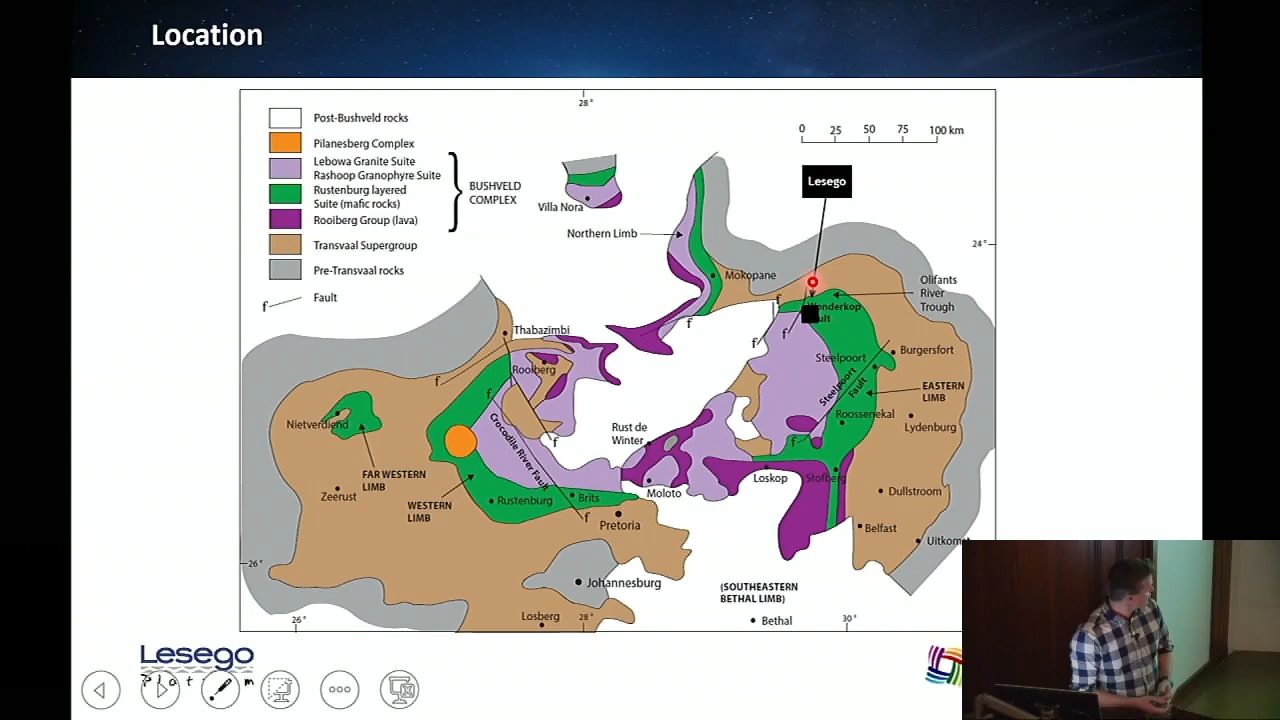 Location
28°
Post-Bushveld rocks
Pilanesberg Complex
Lebowa Granite Suite
Rashoop Granophyre Suite
Rustenburg layered
Suite (mafic rocks)
Rooiberg Group (lava)
BUSHVELD
COMPLEX
Transvaal Supergroup
Pre-Transvaal rocks
f
Fault
0 25 50 75 100 km
Lesego
Villa Nora
Northern Limb
24°
Mokopane
Olifants
River
Trough
f
f
f
f
Thabazimbi
Steelpoort
Burgersfort
Rooiberg
f
f
Steelpoort
Fault
EASTERN
LIMB
Nietverdiend
Crocodile River Fault
Rust de
Winter
Roossenekal
Lydenburg
f
f
FAR WESTERN
LIMB
Zeerust
WESTERN
LIMB
Rustenburg
Brits
Moloto
Loskop
Stofberg
Dullstroom
f
Pretoria
Belfast
26°
Johannesburg
(SOUTHEASTERN
BETHAL LIMB)
Losberg
26°
28°
Bethal
30°
Lesego